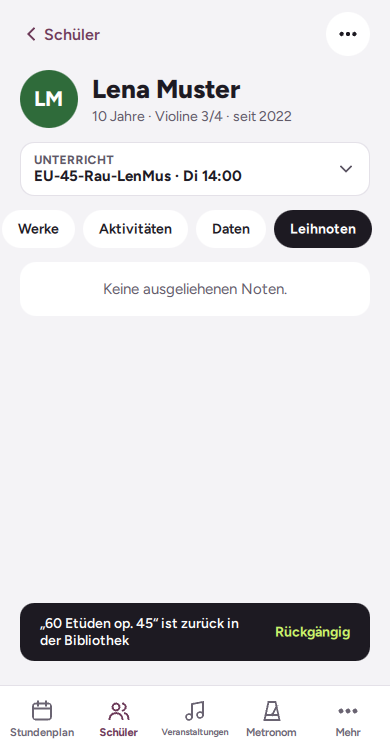 Schüler
LM
Lena Muster
10 Jahre · Violine 3/4 · seit 2022
UNTERRICHT
EU-45-Rau-LenMus · Di 14:00
Werke
Aktivitäten
Daten
Leihnoten
Keine ausgeliehenen Noten.
„60 Etüden op. 45“ ist zurück in
der Bibliothek
Rückgängig
Stundenplan
Schüler
Veranstaltungen
Metronom
Mehr